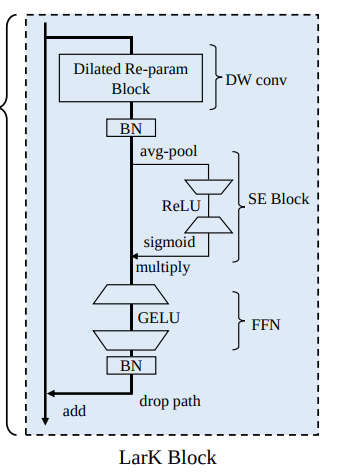 Dilated Re-param
Block
DW conv
BN
avg-pool
ReLU
SE Block
sigmoid
multiply
GELU
FFN
BN
drop path
add
LarK Block